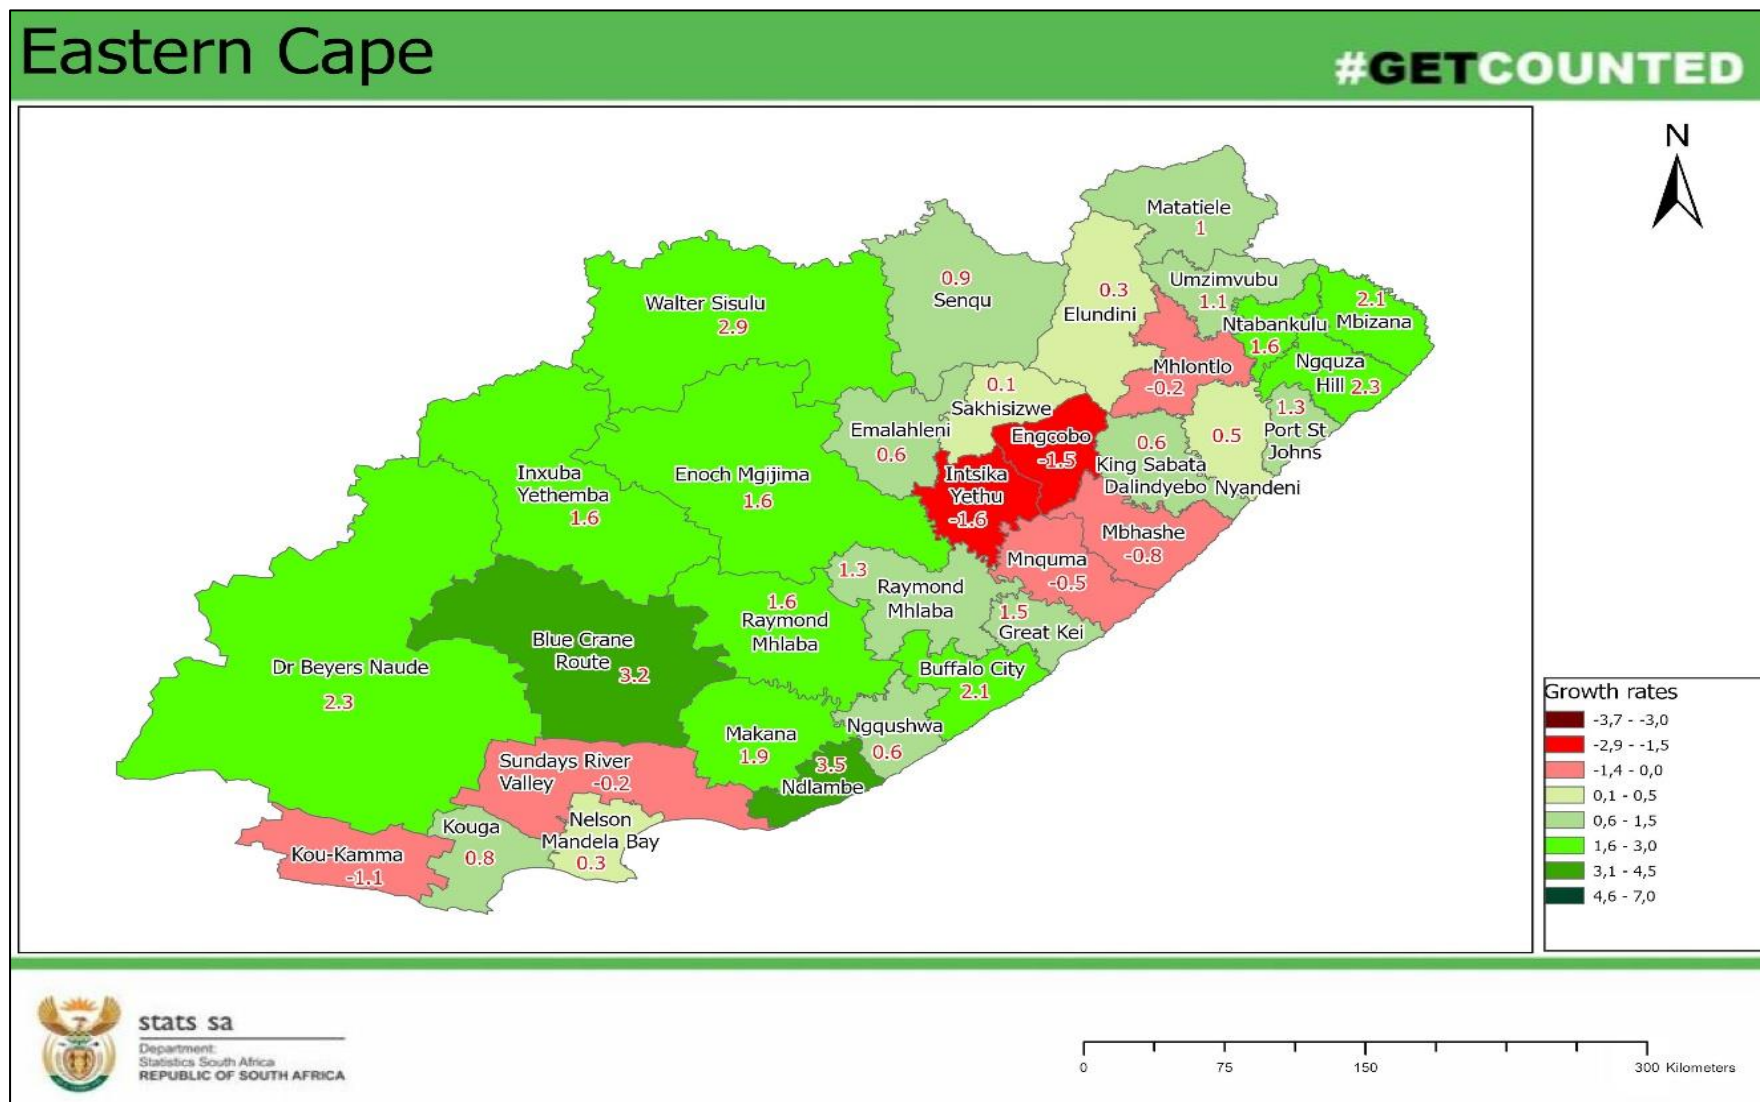 Eastern Cape
#GETCOUNTED
N
Matatiele
1
Umzimvubu
1.1
0.9
Senqu
0.3
Elundini
Walter Sisulu
2.9
2.1
Mbizana
Ntabankulu
1.6
Ngquza
Hill 2.3
Mhlontlo
-0.2
0.1
Sakhisizwe
1.3
Port St
Johns
Emalahleni
0.6
Engcobo
-1.5
0.6
King Sabata
Dalindyebo
0.5
Nyandeni
Inxuba
Yethemba
1.6
Enoch Mgijima
1.6
Intsika
Yethu
-1.6
Mbhashe
-0.8
Mnquma
-0.5
1.3
Raymond
Mhlaba
1.5
Great Kei
1.6
Raymond
Mhlaba
Blue Crane
Route 3.2
Dr Beyers Naude
2.3
Buffalo City
2.1
Ngqushwa
0.6
Makana
1.9
3.5
Ndlambe
Sundays River
Valley -0.2
Nelson
Mandela Bay
0.3
Kouga
0.8
Kou-Kamma
-1.1
Growth rates
-3,7 - -3,0
-2,9 - -1,5
-1,4 - 0,0
0,1 - 0,5
0,6 - 1,5
1,6 - 3,0
3,1 - 4,5
4,6 - 7,0
stats sa
Department:
Statistics South Africa
REPUBLIC OF SOUTH AFRICA
0 75 150 300 Kilometers